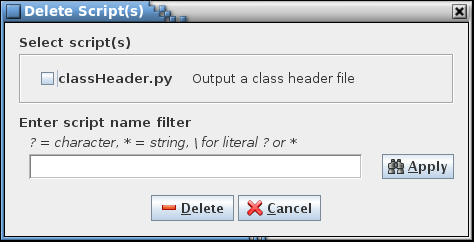 Delete Script(s)
Select script(s)
classHeader.py Output a class header file
Enter script name filter
? = character, * = string, \ for literal ? or *
Apply
Delete Cancel